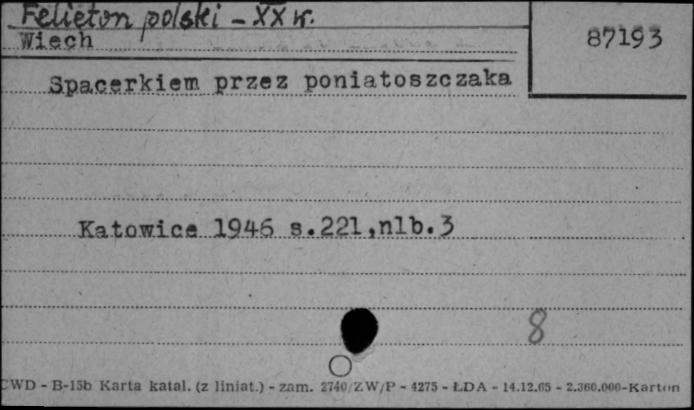 Felieton polski - XX w.
Wiech
87193
Spacerkiem przez poniatoszczaka
Katowice 1946 s.221,nlb.3
8
CWD - B-15b Karta katal. (z liniat.) - zam. 2740/ZW/P - 4275 - ŁDA - 14.12.65 - 2.360.000-Karton